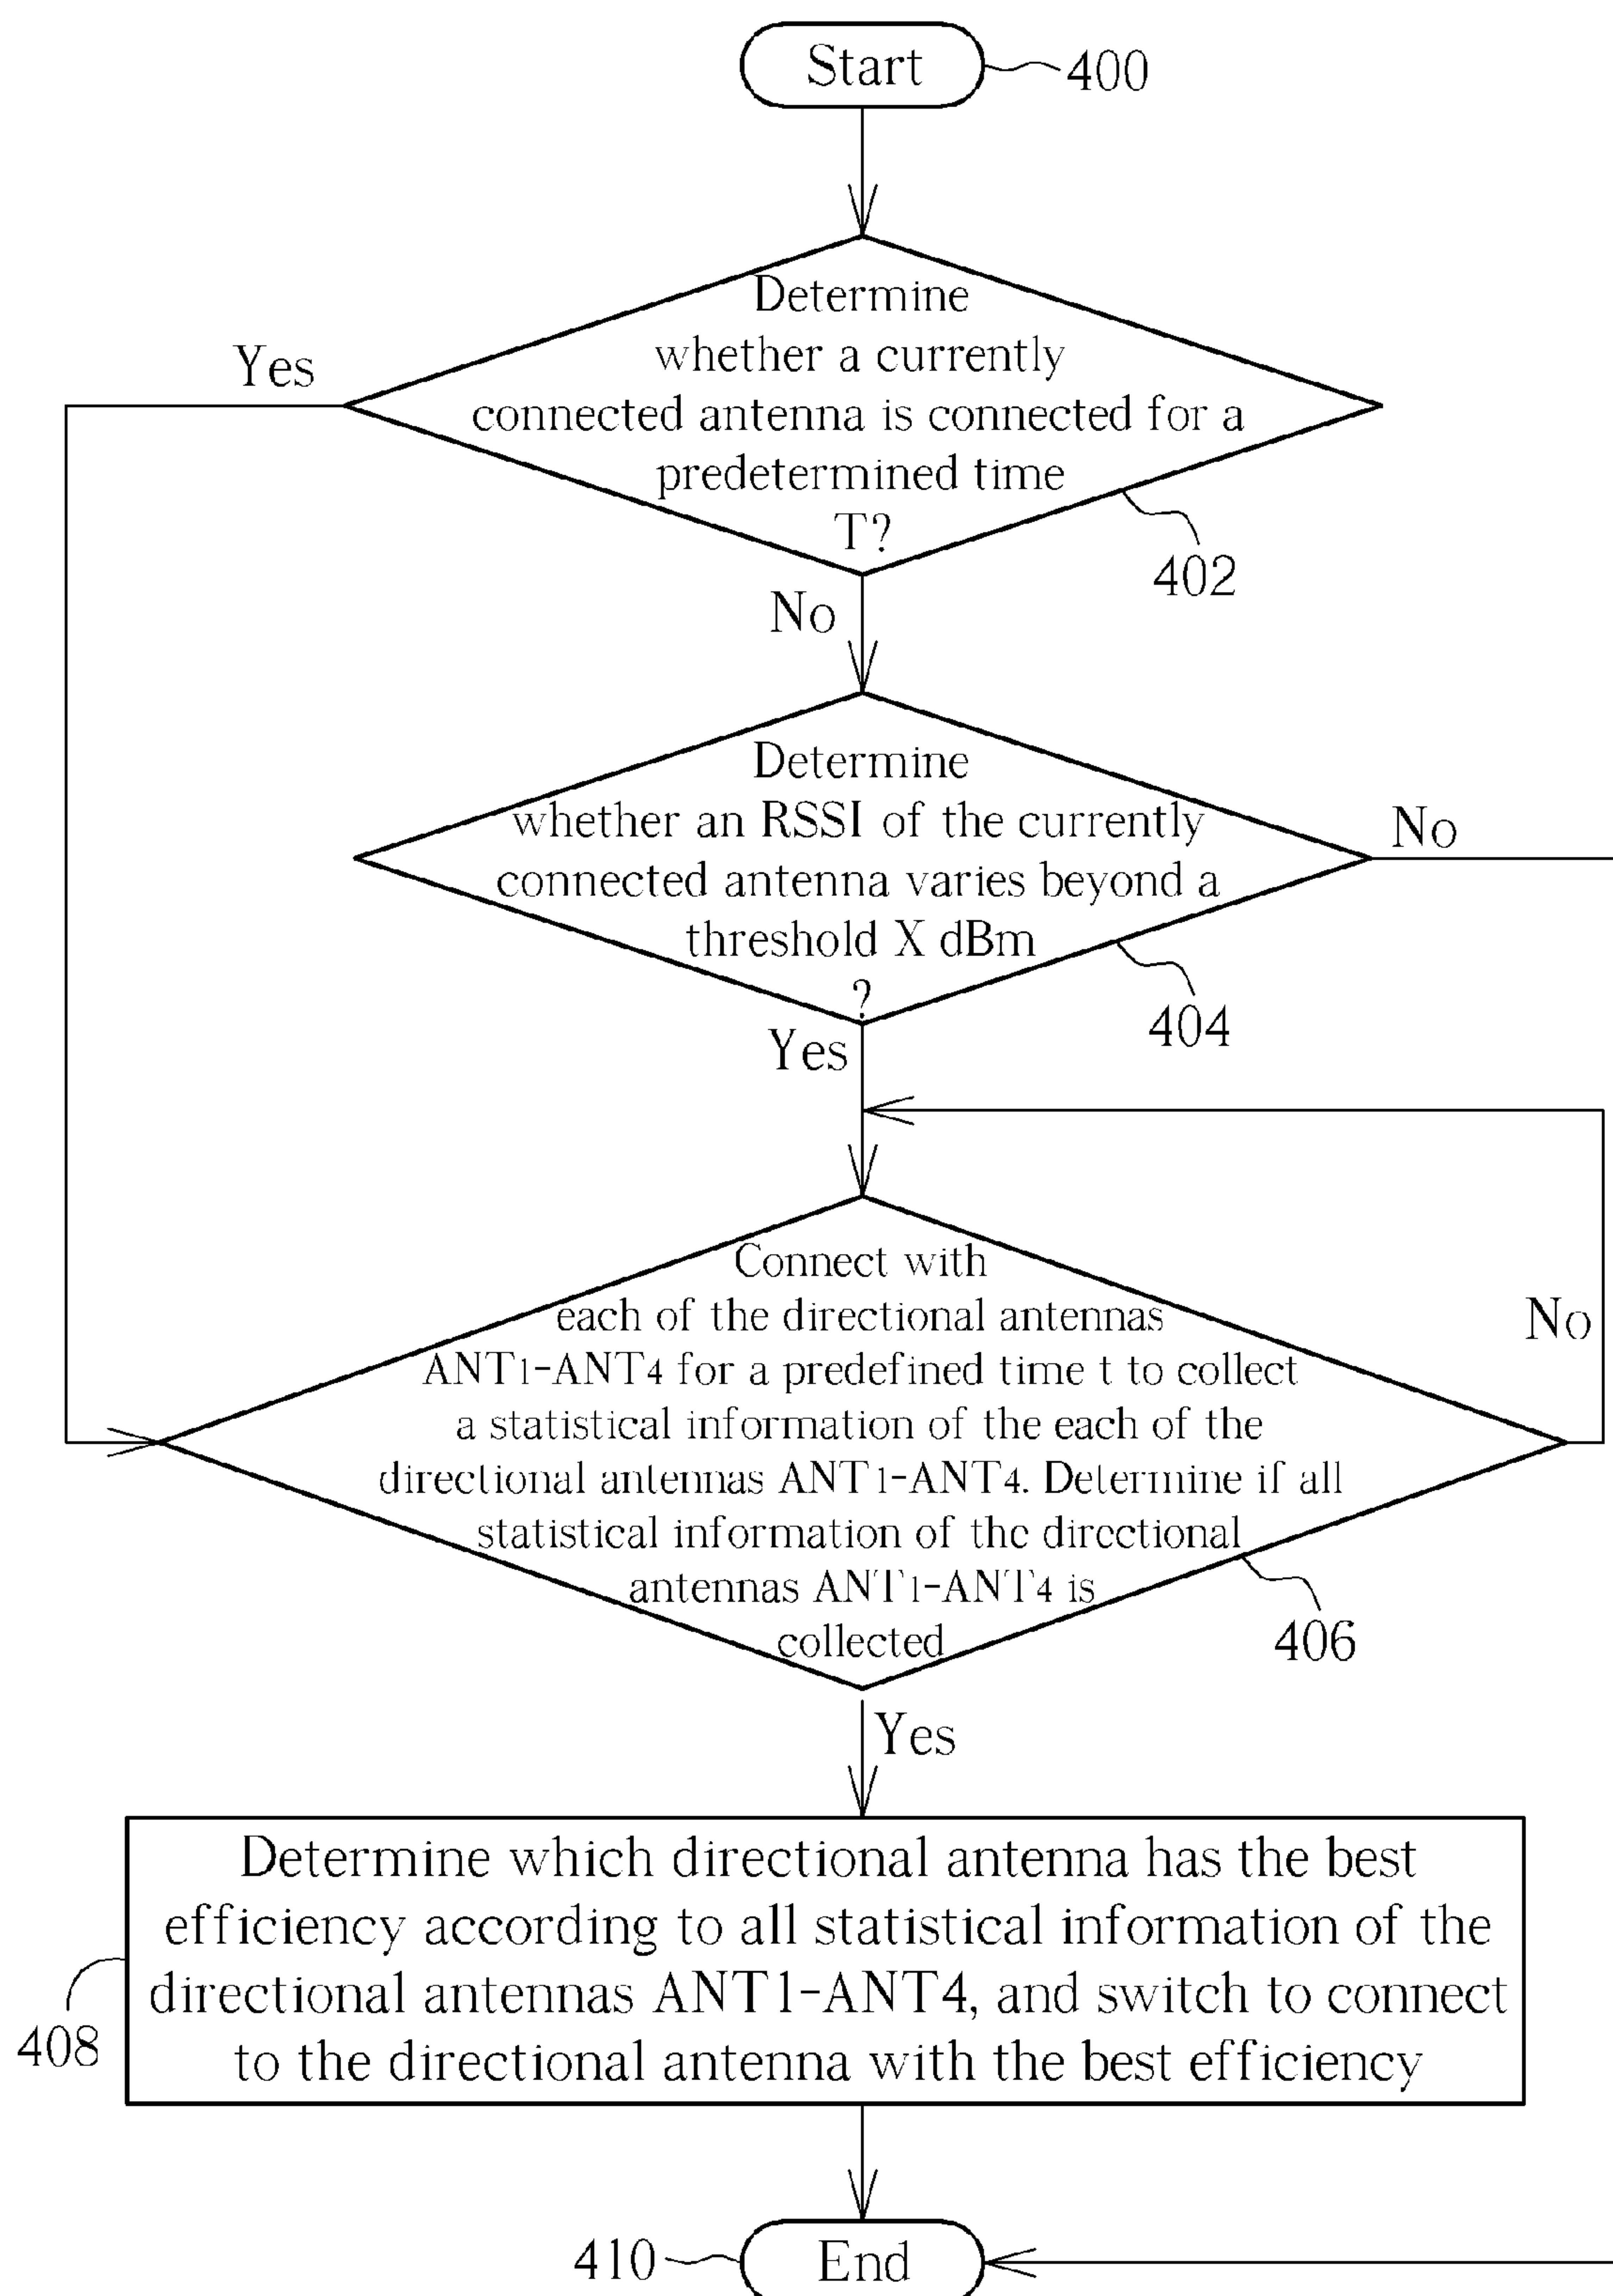 Start
400
Determine
whether a currently
connected antenna is connected for a
predetermined time
T?
Yes
402
No
Determine
whether an RSSI of the currently
connected antenna varies beyond a
threshold X dBm
?
No
404
Yes
Connect with
each of the directional antennas
ANT1-ANT4 for a predefined time t to collect
a statistical information of the each of the
directional antennas ANT1-ANT4. Determine if all
statistical information of the directional
antennas ANT1-ANT4 is
collected
No
406
Yes
Determine which directional antenna has the best
efficiency according to all statistical information of the
directional antennas ANT1-ANT4, and switch to connect
to the directional antenna with the best efficiency
408
410
End